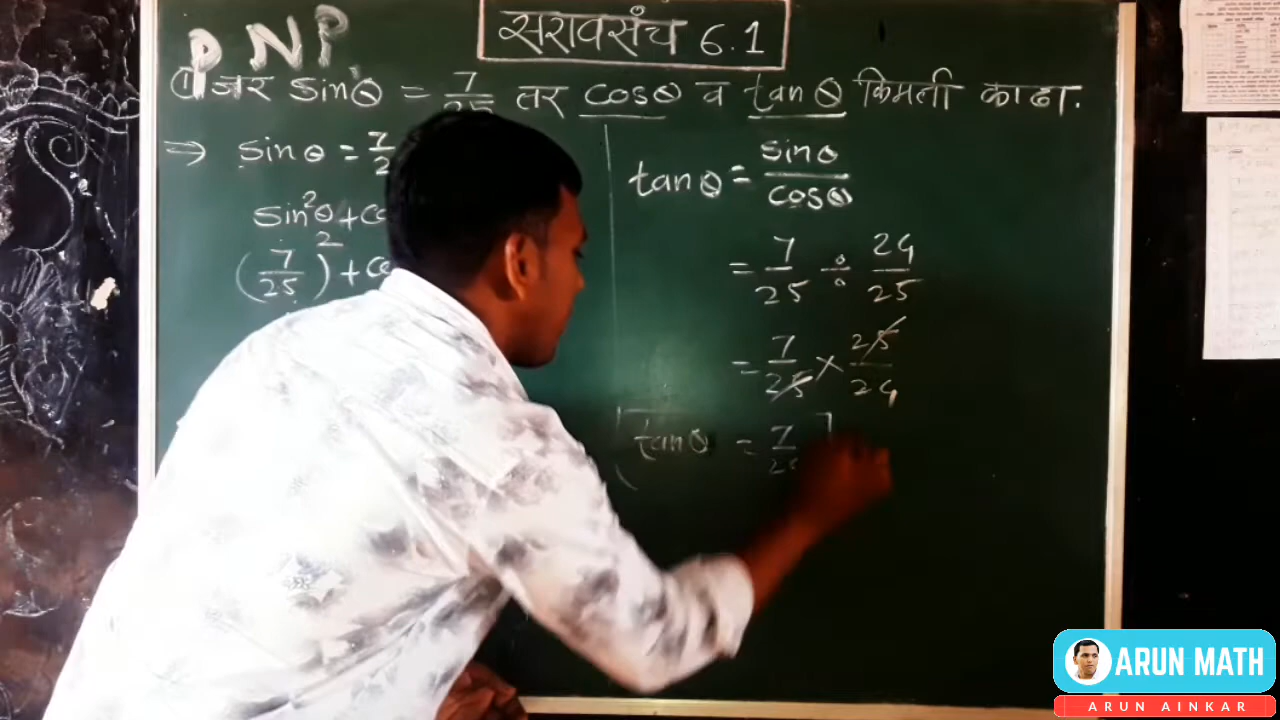 PNP
सरावसंच 6.1
① जर sinθ = 7/25 तर cosθ व tanθ किमती काढा.
⇒ sinθ = 7/2
sin²θ + co
(7/25)² + co
tanθ = sinθ/cosθ
= 7/25 ÷ 24/25
= 7/25 × 25/24
tanθ = 7/24
ARUN MATH
ARUN AINKAR